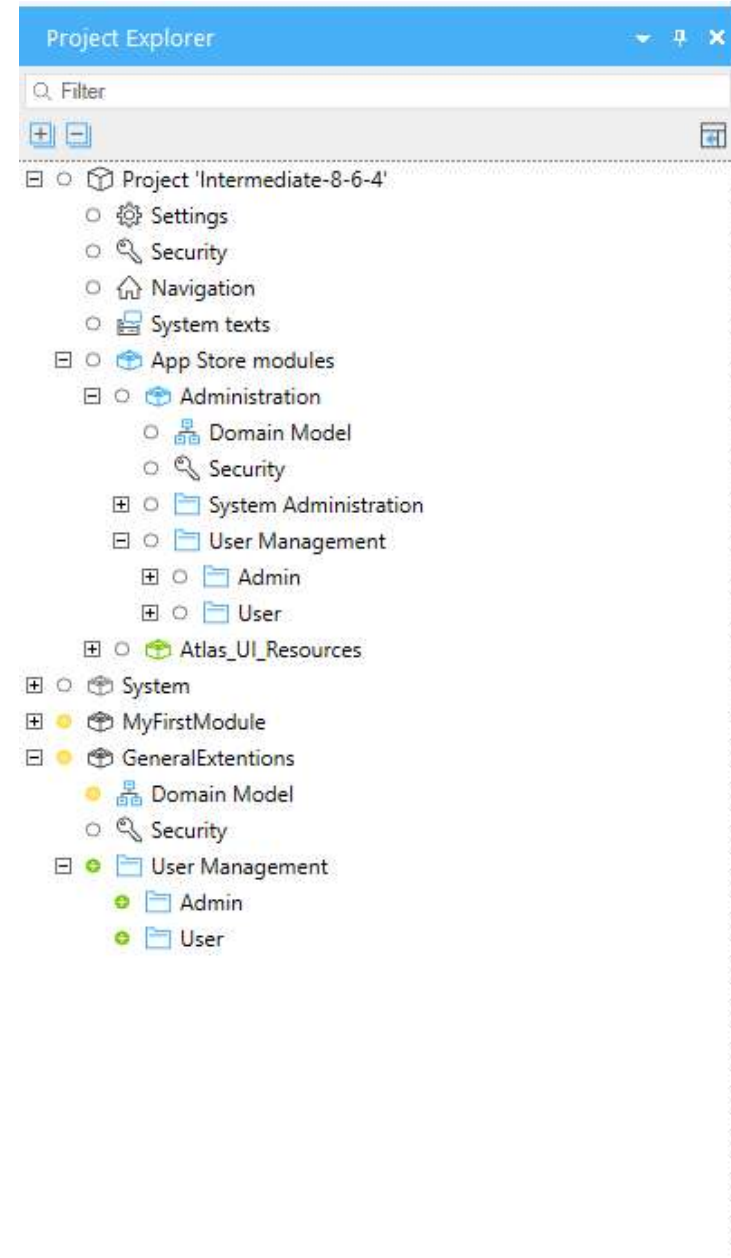 Project Explorer
Filter
Project 'Intermediate-8-6-4'
Settings
Security
Navigation
System texts
App Store modules
Administration
Domain Model
Security
System Administration
User Management
Admin
User
Atlas_UI_Resources
System
MyFirstModule
GeneralExtentions
Domain Model
Security
User Management
Admin
User